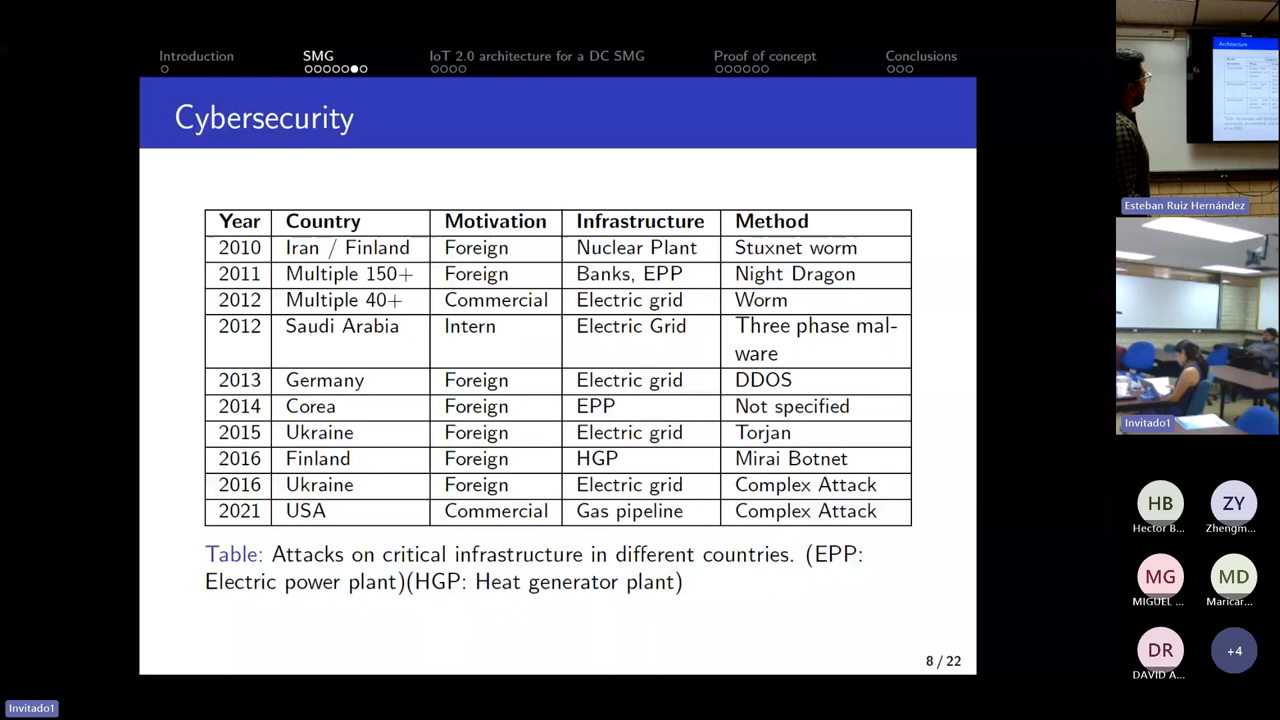 Introduction SMG IoT 2.0 architecture for a DC SMG Proof of concept Conclusions
Cybersecurity
Year Country Motivation Infrastructure Method
2010 Iran / Finland Foreign Nuclear Plant Stuxnet worm
2011 Multiple 150+ Foreign Banks, EPP Night Dragon
2012 Multiple 40+ Commercial Electric grid Worm
2012 Saudi Arabia Intern Electric Grid Three phase mal-
ware
2013 Germany Foreign Electric grid DDOS
2014 Corea Foreign EPP Not specified
2015 Ukraine Foreign Electric grid Torjan
2016 Finland Foreign HGP Mirai Botnet
2016 Ukraine Foreign Electric grid Complex Attack
2021 USA Commercial Gas pipeline Complex Attack
Table: Attacks on critical infrastructure in different countries. (EPP:
Electric power plant)(HGP: Heat generator plant)
8 / 22
Invitado1
Architecture
Esteban Ruiz Hernández
Invitado1
HB ZY
Hector B... Zhengm...
MG MD
MIGUEL ... Maricar...
DR +4
DAVID A...